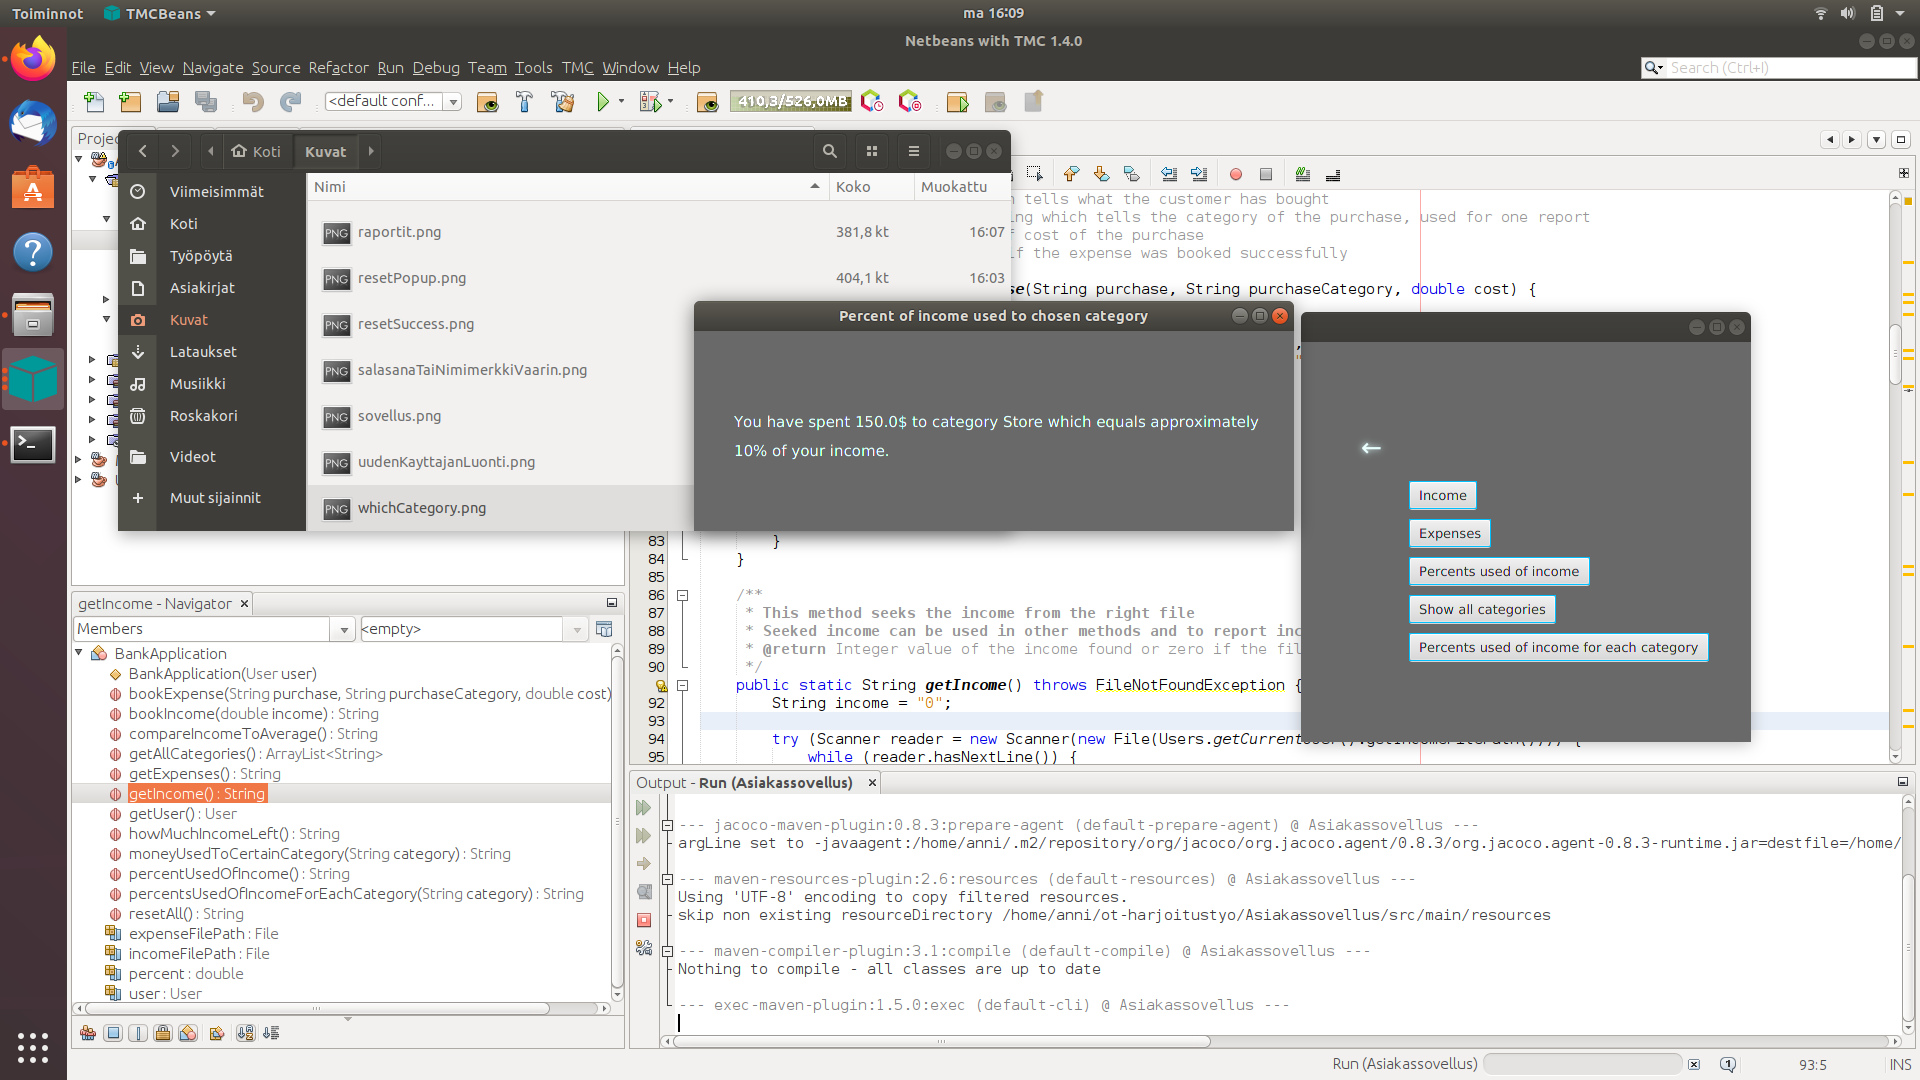 Toiminnot
TMCBeans
ma 16:09
Netbeans with TMC 1.4.0
File Edit View Navigate Source Refactor Run Debug Team Tools TMC Window Help
Search (Ctrl+I)
<default conf...
410,3/526,0MB
Projec
Koti
Kuvat
Nimi
Koko
Muokattu
Viimeisimmät
Koti
Työpöytä
Asiakirjat
Kuvat
Lataukset
Musiikki
Roskakori
Videot
Muut sijainnit
raportit.png 381,8 kt 16:07
resetPopup.png 404,1 kt 16:03
resetSuccess.png
salasanaTaiNimimerkkiVaarin.png
sovellus.png
uudenKayttajanLuonti.png
whichCategory.png
tells what the customer has bought
ng which tells the category of the purchase, used for one report
cost of the purchase
if the expense was booked successfully
se(String purchase, String purchaseCategory, double cost) {
Percent of income used to chosen category
You have spent 150.0$ to category Store which equals approximately
10% of your income.
←
Income
Expenses
Percents used of income
Show all categories
Percents used of income for each category
83 }
84 }
85
86 /**
87 * This method seeks the income from the right file
88 * Seeked income can be used in other methods and to report inc
89 * @return Integer value of the income found or zero if the fil
90 */
public static String getIncome() throws FileNotFoundException {
92 String income = "0";
93
94 try (Scanner reader = new Scanner(new File(Users.getCurrent
95 while (reader.hasNextLine()) {
getIncome - Navigator
Members
<empty>
BankApplication
BankApplication(User user)
bookExpense(String purchase, String purchaseCategory, double cost)
bookIncome(double income) : String
compareIncomeToAverage() : String
getAllCategories() : ArrayList<String>
getExpenses() : String
getIncome() : String
getUser() : User
howMuchIncomeLeft() : String
moneyUsedToCertainCategory(String category) : String
percentUsedOfIncome() : String
percentsUsedOfIncomeForEachCategory(String category) : String
resetAll() : String
expenseFilePath : File
incomeFilePath : File
percent : double
user : User
Output - Run (Asiakassovellus)
--- jacoco-maven-plugin:0.8.3:prepare-agent (default-prepare-agent) @ Asiakassovellus ---
argLine set to -javaagent:/home/anni/.m2/repository/org/jacoco/org.jacoco.agent/0.8.3/org.jacoco.agent-0.8.3-runtime.jar=destfile=/home/
--- maven-resources-plugin:2.6:resources (default-resources) @ Asiakassovellus ---
Using 'UTF-8' encoding to copy filtered resources.
skip non existing resourceDirectory /home/anni/ot-harjoitustyo/Asiakassovellus/src/main/resources
--- maven-compiler-plugin:3.1:compile (default-compile) @ Asiakassovellus ---
Nothing to compile - all classes are up to date
--- exec-maven-plugin:1.5.0:exec (default-cli) @ Asiakassovellus ---
Run (Asiakassovellus)
93:5
INS